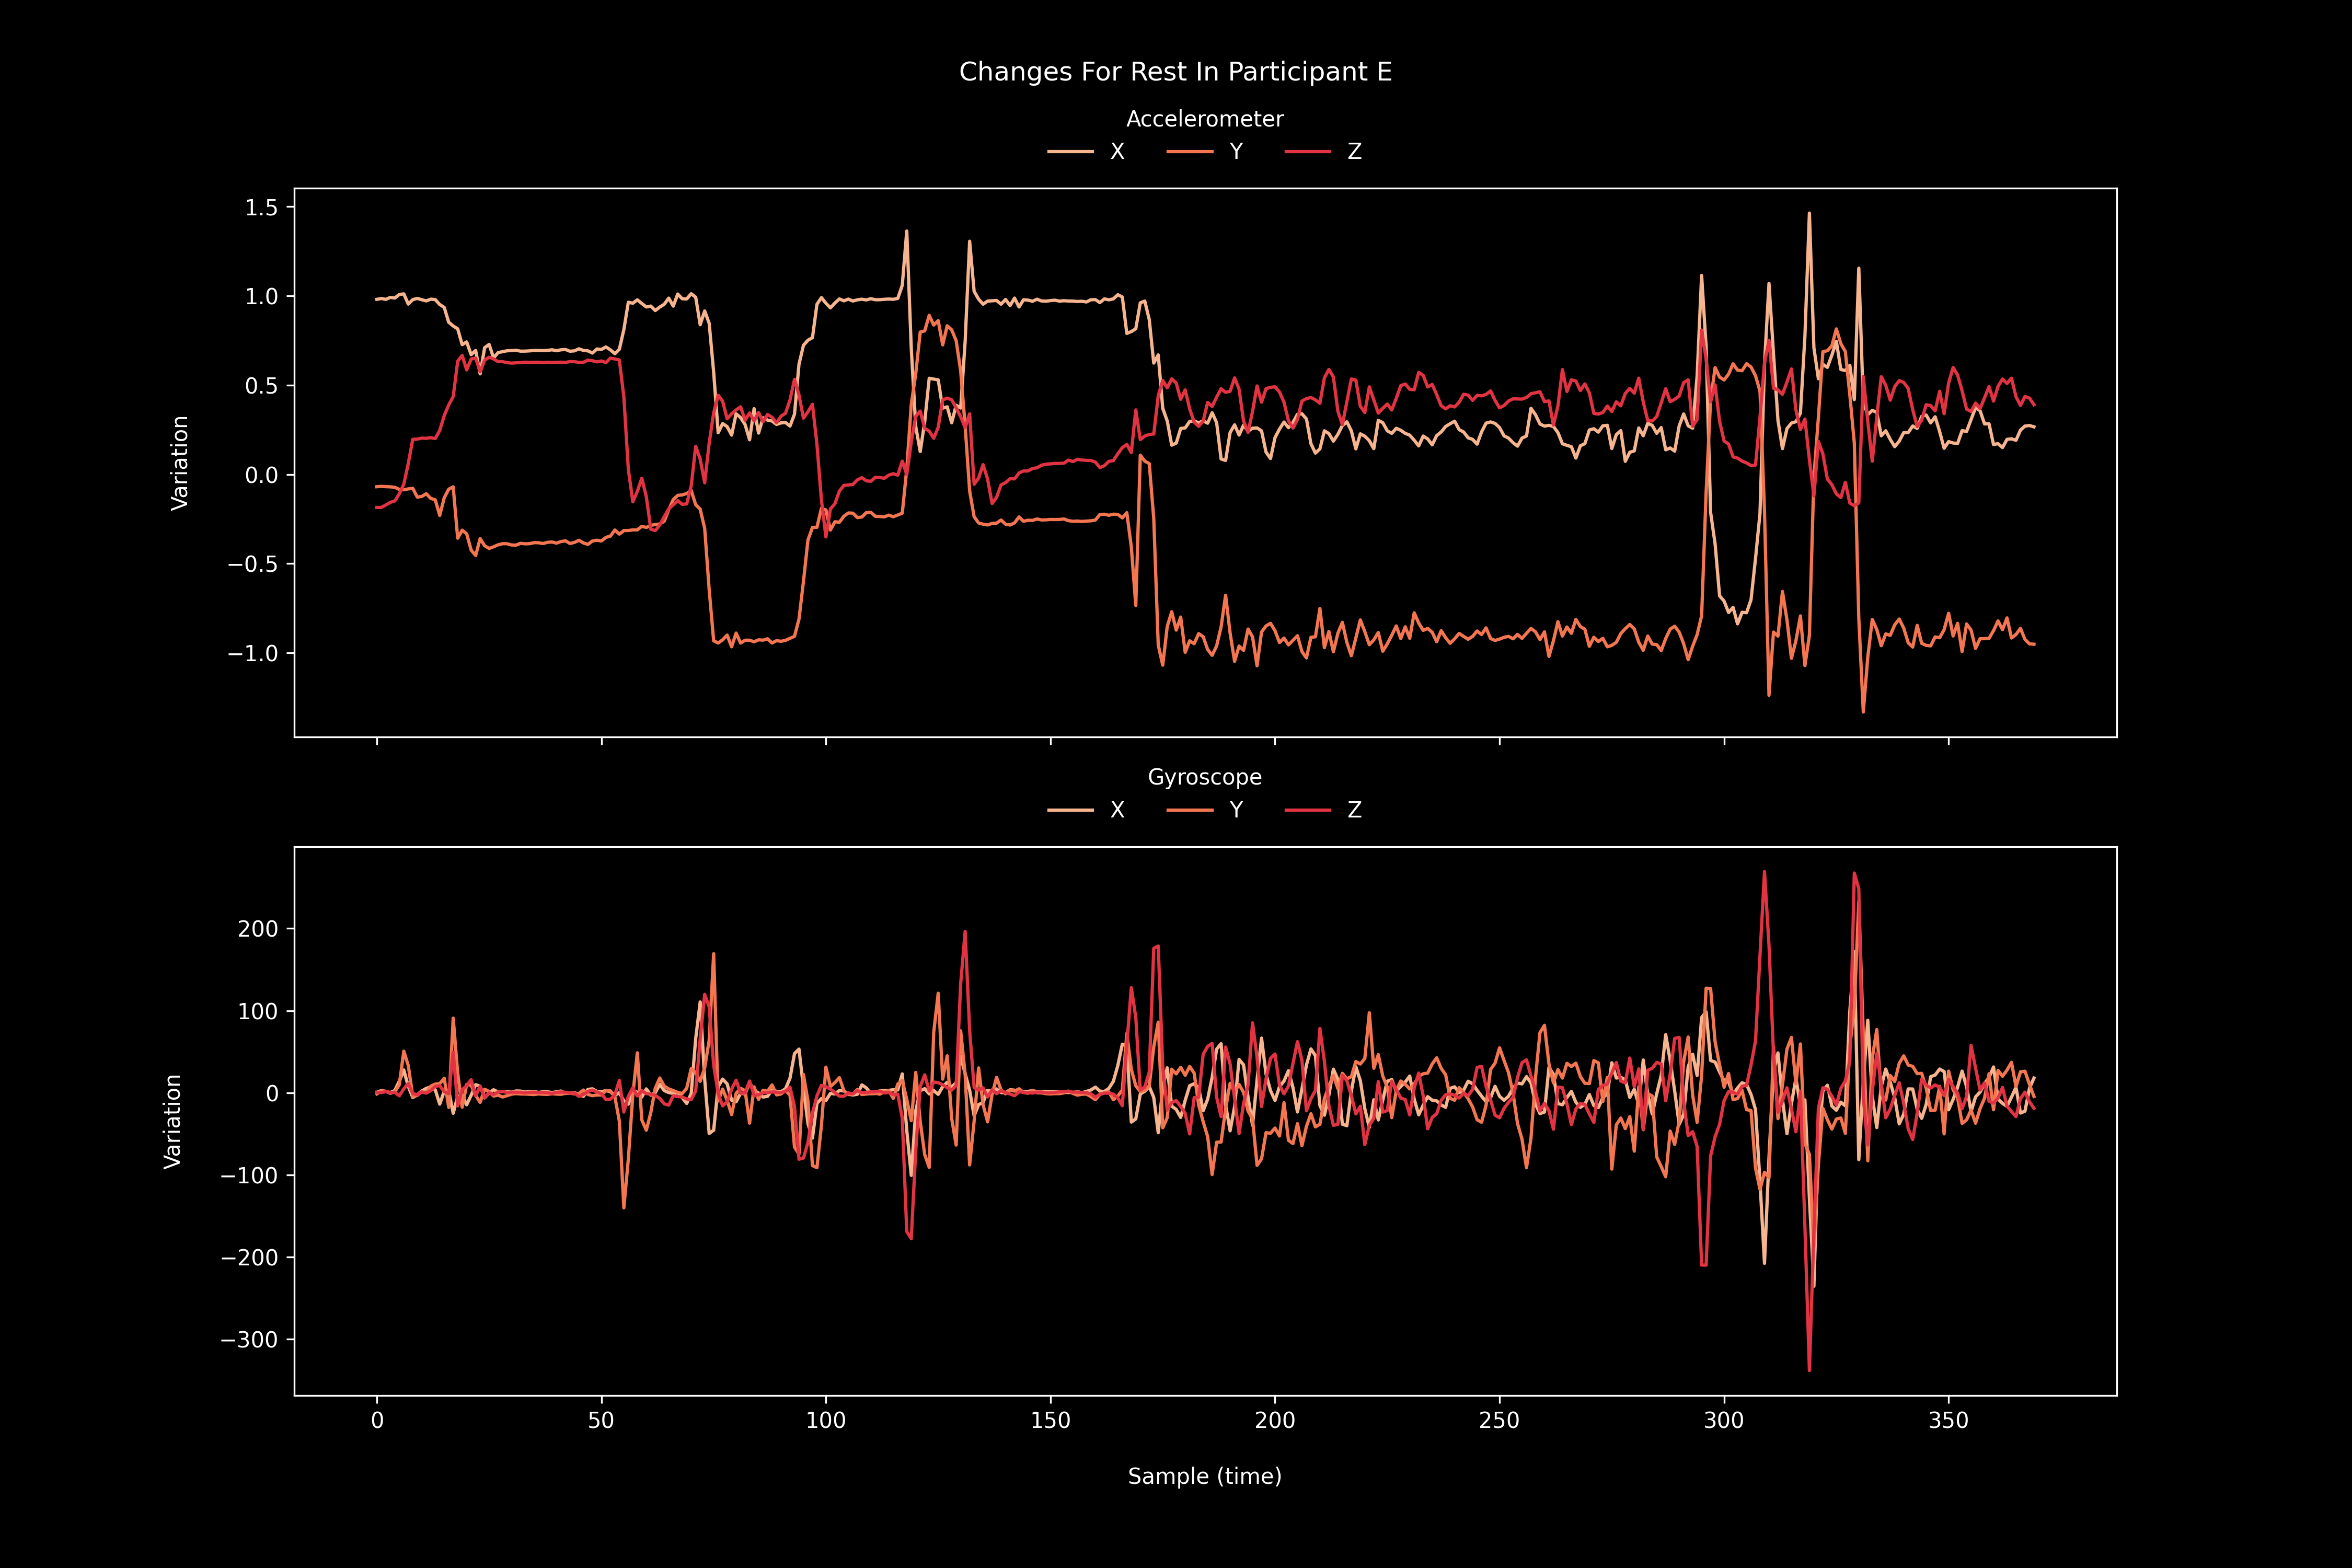 Changes For Rest In Participant E
Accelerometer
X Y Z
1.5
1.0
0.5
0.0
−0.5
−1.0
Variation
Gyroscope
X Y Z
200
100
0
−100
−200
−300
Variation
0 50 100 150 200 250 300 350
Sample (time)